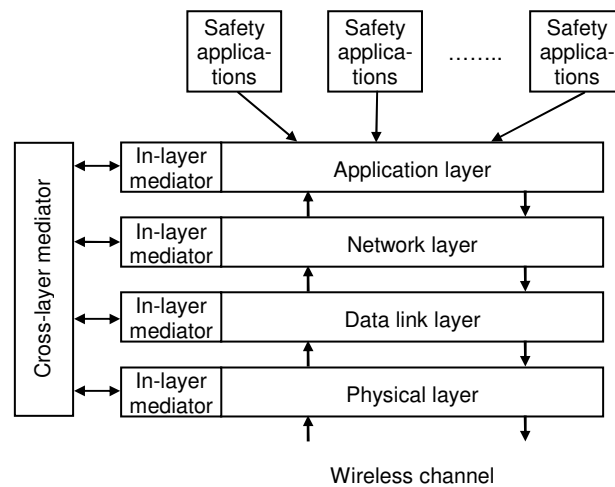 Safety
applica-
tions
Safety
applica-
tions
……..
Safety
applica-
tions
Cross-layer mediator
In-layer
mediator
Application layer
In-layer
mediator
Network layer
In-layer
mediator
Data link layer
In-layer
mediator
Physical layer
Wireless channel